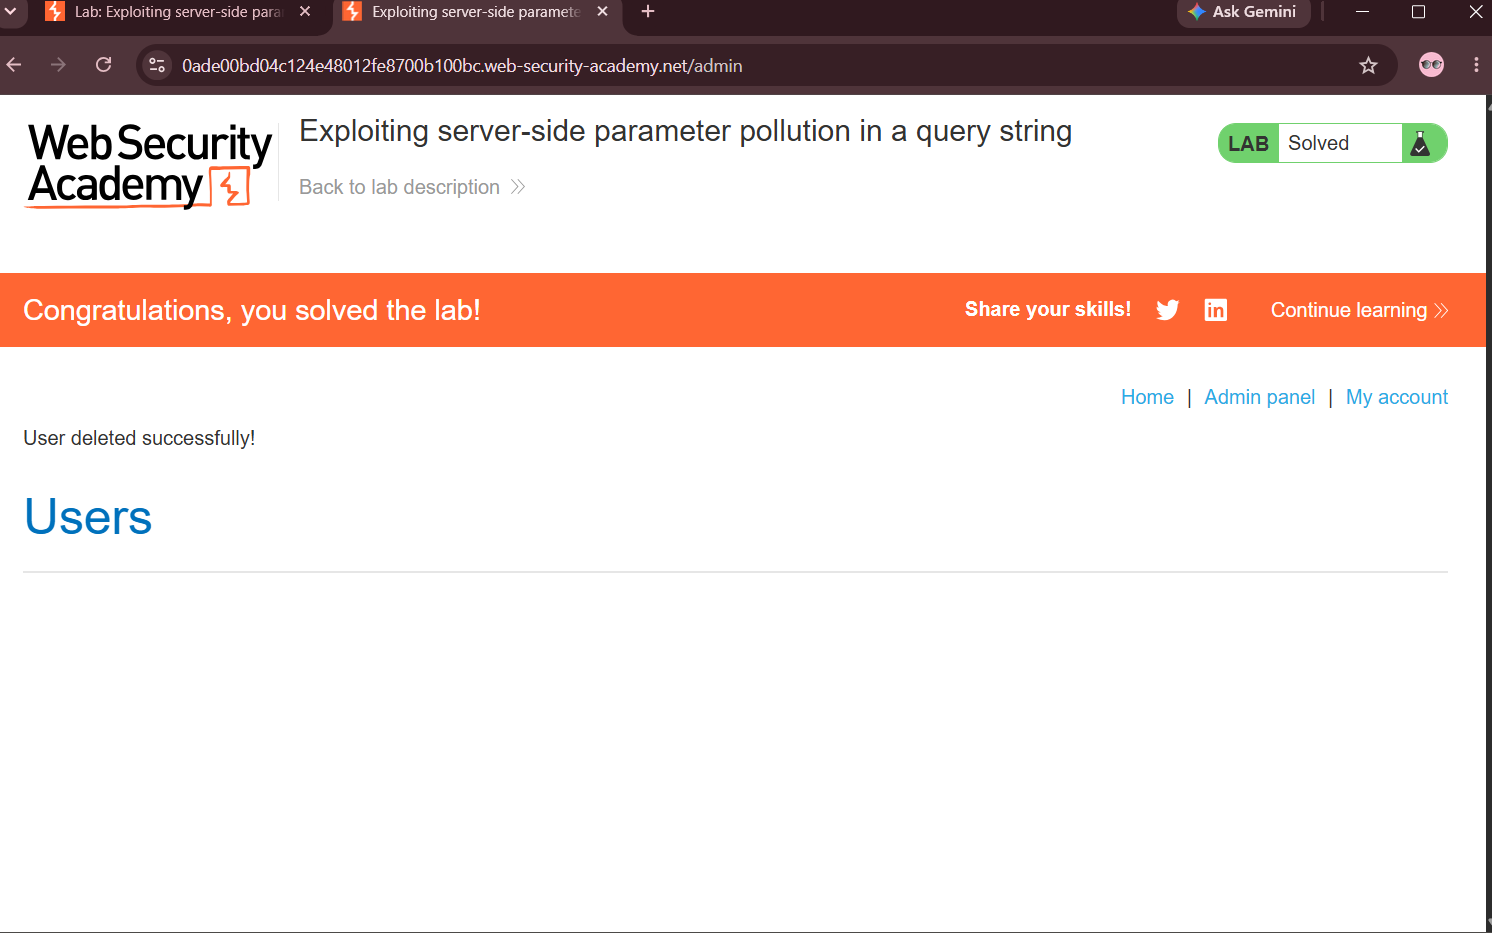 Lab: Exploiting server-side para
Exploiting server-side paramete
Ask Gemini
0ade00bd04c124e48012fe8700b100bc.web-security-academy.net/admin
Web Security
Academy
Exploiting server-side parameter pollution in a query string
Back to lab description
LAB Solved
Congratulations, you solved the lab!
Share your skills!
Continue learning
Home | Admin panel | My account
User deleted successfully!
Users